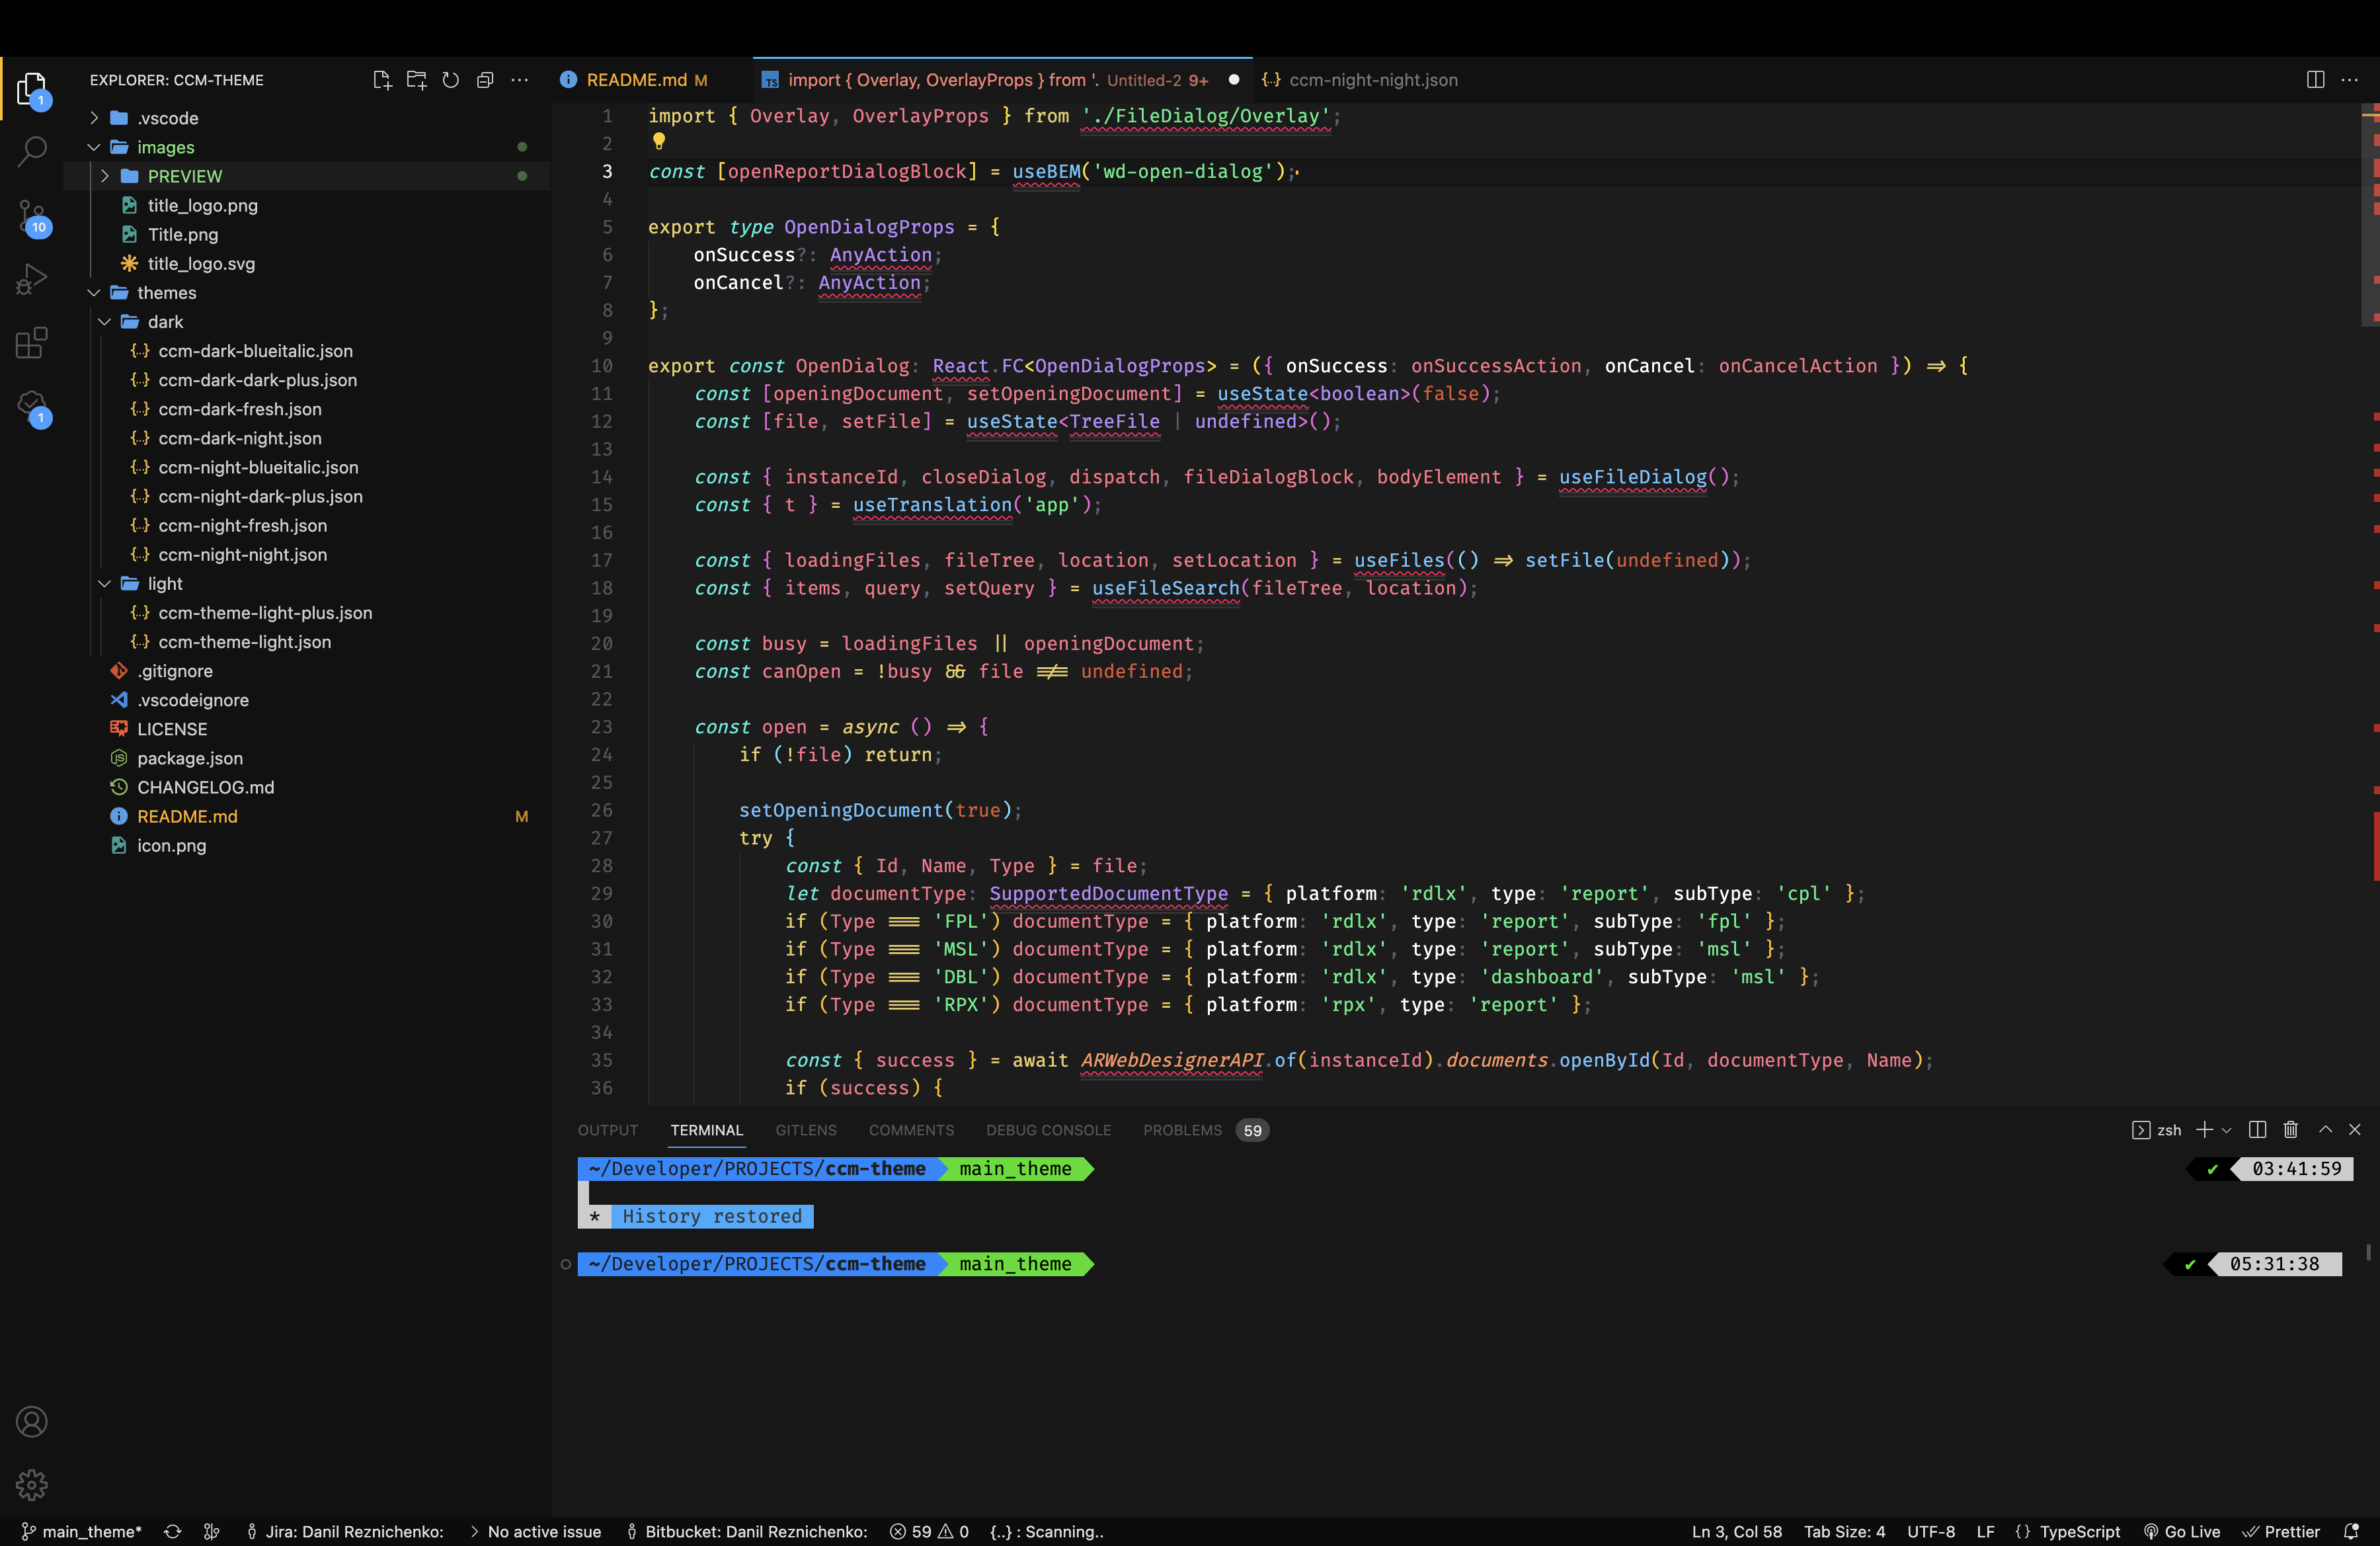 EXPLORER: CCM-THEME
.vscode
images
PREVIEW
title_logo.png
Title.png
title_logo.svg
themes
dark
{..} ccm-dark-blueitalic.json
{..} ccm-dark-dark-plus.json
{..} ccm-dark-fresh.json
{..} ccm-dark-night.json
{..} ccm-night-blueitalic.json
{..} ccm-night-dark-plus.json
{..} ccm-night-fresh.json
{..} ccm-night-night.json
light
{..} ccm-theme-light-plus.json
{..} ccm-theme-light.json
.gitignore
.vscodeignore
LICENSE
package.json
CHANGELOG.md
README.md M
icon.png
1
10
1
README.md M
TS import { Overlay, OverlayProps } from '. Untitled-2 9+
{..} ccm-night-night.json
1 import { Overlay, OverlayProps } from './FileDialog/Overlay';
2
3 const [openReportDialogBlock] = useBEM('wd-open-dialog');
4
5 export type OpenDialogProps = {
6 onSuccess?: AnyAction;
7 onCancel?: AnyAction;
8 };
9
10 export const OpenDialog: React.FC<OpenDialogProps> = ({ onSuccess: onSuccessAction, onCancel: onCancelAction }) => {
11 const [openingDocument, setOpeningDocument] = useState<boolean>(false);
12 const [file, setFile] = useState<TreeFile | undefined>();
13
14 const { instanceId, closeDialog, dispatch, fileDialogBlock, bodyElement } = useFileDialog();
15 const { t } = useTranslation('app');
16
17 const { loadingFiles, fileTree, location, setLocation } = useFiles(() => setFile(undefined));
18 const { items, query, setQuery } = useFileSearch(fileTree, location);
19
20 const busy = loadingFiles || openingDocument;
21 const canOpen = !busy && file !== undefined;
22
23 const open = async () => {
24 if (!file) return;
25
26 setOpeningDocument(true);
27 try {
28 const { Id, Name, Type } = file;
29 let documentType: SupportedDocumentType = { platform: 'rdlx', type: 'report', subType: 'cpl' };
30 if (Type === 'FPL') documentType = { platform: 'rdlx', type: 'report', subType: 'fpl' };
31 if (Type === 'MSL') documentType = { platform: 'rdlx', type: 'report', subType: 'msl' };
32 if (Type === 'DBL') documentType = { platform: 'rdlx', type: 'dashboard', subType: 'msl' };
33 if (Type === 'RPX') documentType = { platform: 'rpx', type: 'report' };
34
35 const { success } = await ARWebDesignerAPI.of(instanceId).documents.openById(Id, documentType, Name);
36 if (success) {
OUTPUT TERMINAL GITLENS COMMENTS DEBUG CONSOLE PROBLEMS 59 zsh
~/Developer/PROJECTS/ccm-theme main_theme ✔ 03:41:59
* History restored
~/Developer/PROJECTS/ccm-theme main_theme ✔ 05:31:38
main_theme* Jira: Danil Reznichenko: > No active issue Bitbucket: Danil Reznichenko: 59 0 {..} : Scanning.. Ln 3, Col 58 Tab Size: 4 UTF-8 LF {} TypeScript Go Live Prettier